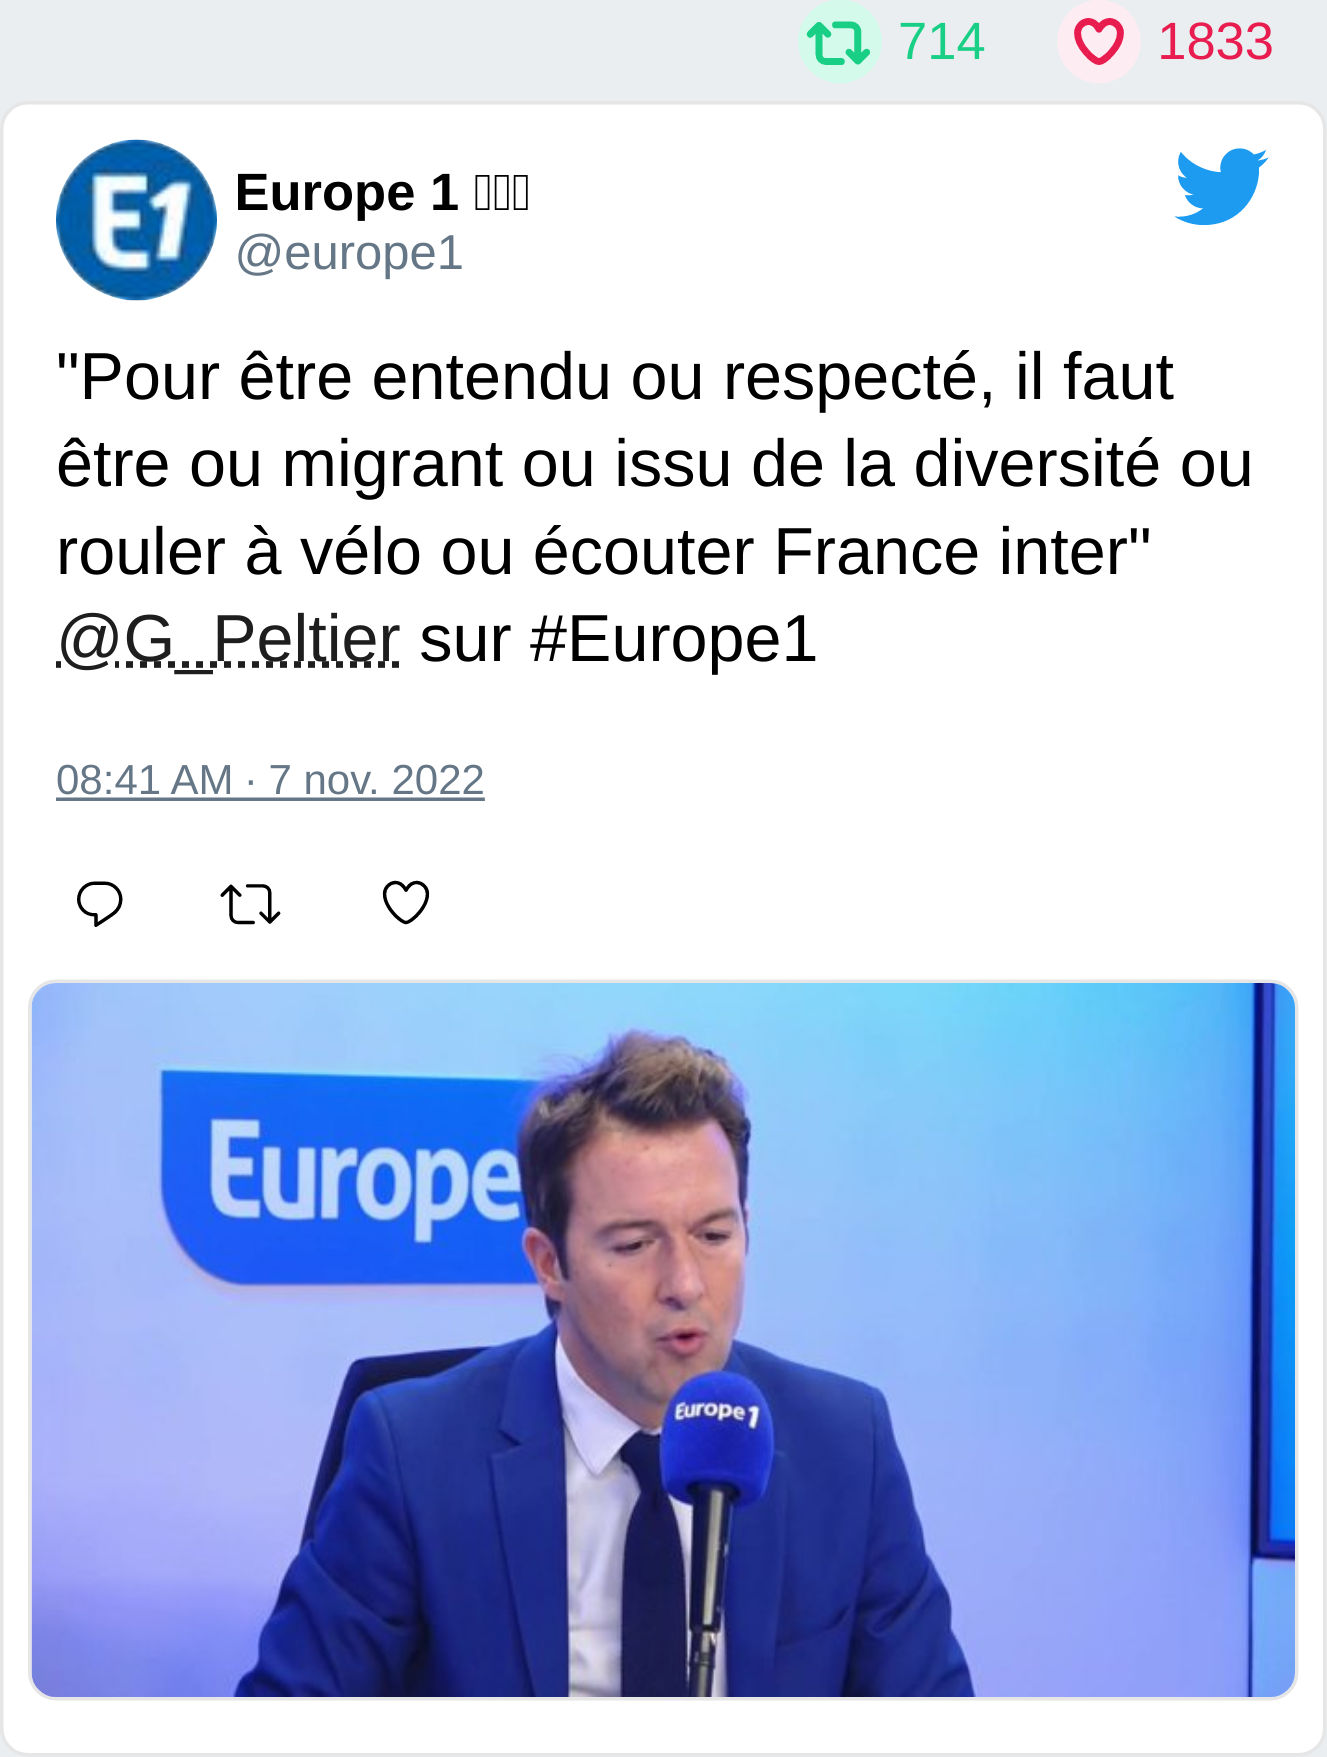 714 1833
E1
Europe 1
@europe1
"Pour être entendu ou respecté, il faut
être ou migrant ou issu de la diversité ou
rouler à vélo ou écouter France inter"
@G_Peltier sur #Europe1
08:41 AM · 7 nov. 2022
Europe
Europe 1